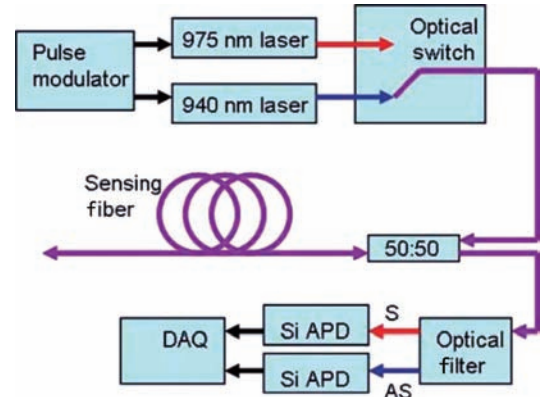 Pulse
modulator
975 nm laser
940 nm laser
Optical
switch
Sensing
fiber
50:50
DAQ
Si APD
Si APD
S
AS
Optical
filter